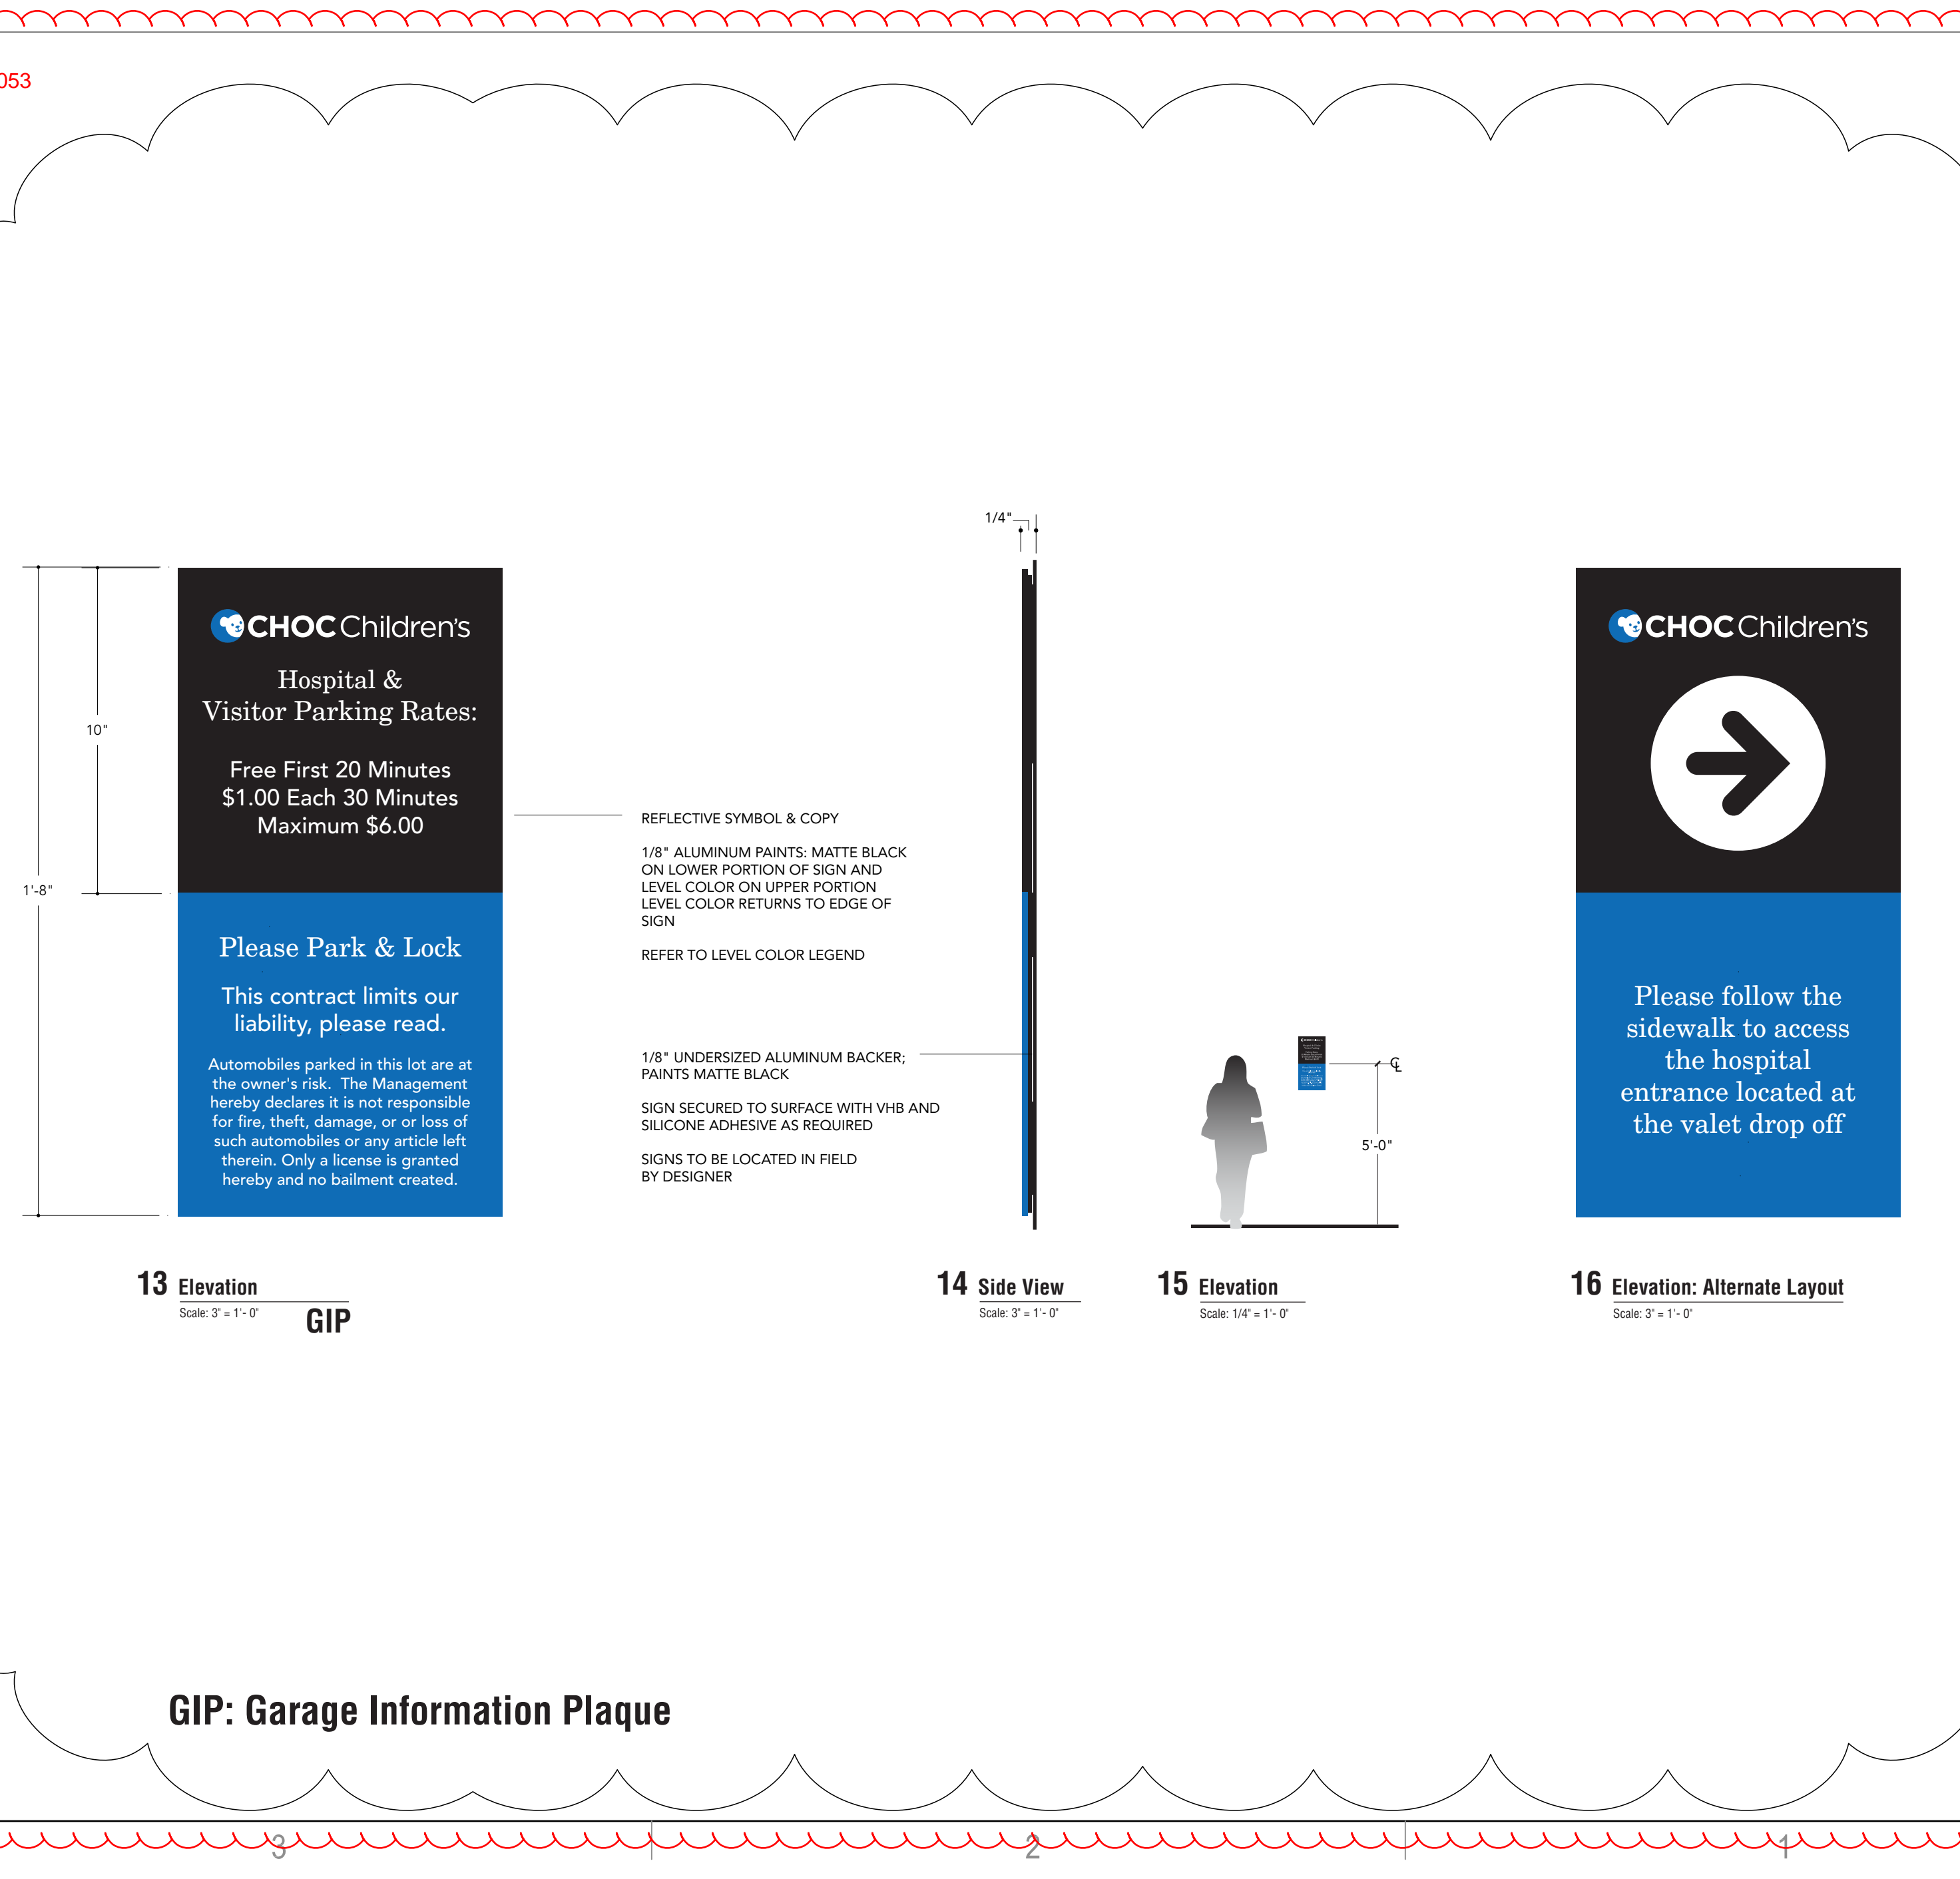 053
1/4"
CHOC Children's
Hospital &
Visitor Parking Rates:
Free First 20 Minutes
$1.00 Each 30 Minutes
Maximum $6.00
10"
1'-8"
Please Park & Lock
This contract limits our
liability, please read.
Automobiles parked in this lot are at
the owner's risk.  The Management
hereby declares it is not responsible
for fire, theft, damage, or or loss of
such automobiles or any article left
therein. Only a license is granted
hereby and no bailment created.
13 Elevation
Scale: 3" = 1'- 0"
GIP
REFLECTIVE SYMBOL & COPY
1/8" ALUMINUM PAINTS: MATTE BLACK
ON LOWER PORTION OF SIGN AND
LEVEL COLOR ON UPPER PORTION
LEVEL COLOR RETURNS TO EDGE OF
SIGN
REFER TO LEVEL COLOR LEGEND
1/8" UNDERSIZED ALUMINUM BACKER;
PAINTS MATTE BLACK
SIGN SECURED TO SURFACE WITH VHB AND
SILICONE ADHESIVE AS REQUIRED
SIGNS TO BE LOCATED IN FIELD
BY DESIGNER
14 Side View
Scale: 3" = 1'- 0"
CL
5'-0"
15 Elevation
Scale: 1/4" = 1'- 0"
CHOC Children's
Please follow the
sidewalk to access
the hospital
entrance located at
the valet drop off
16 Elevation: Alternate Layout
Scale: 3" = 1'- 0"
GIP: Garage Information Plaque
3
2
1